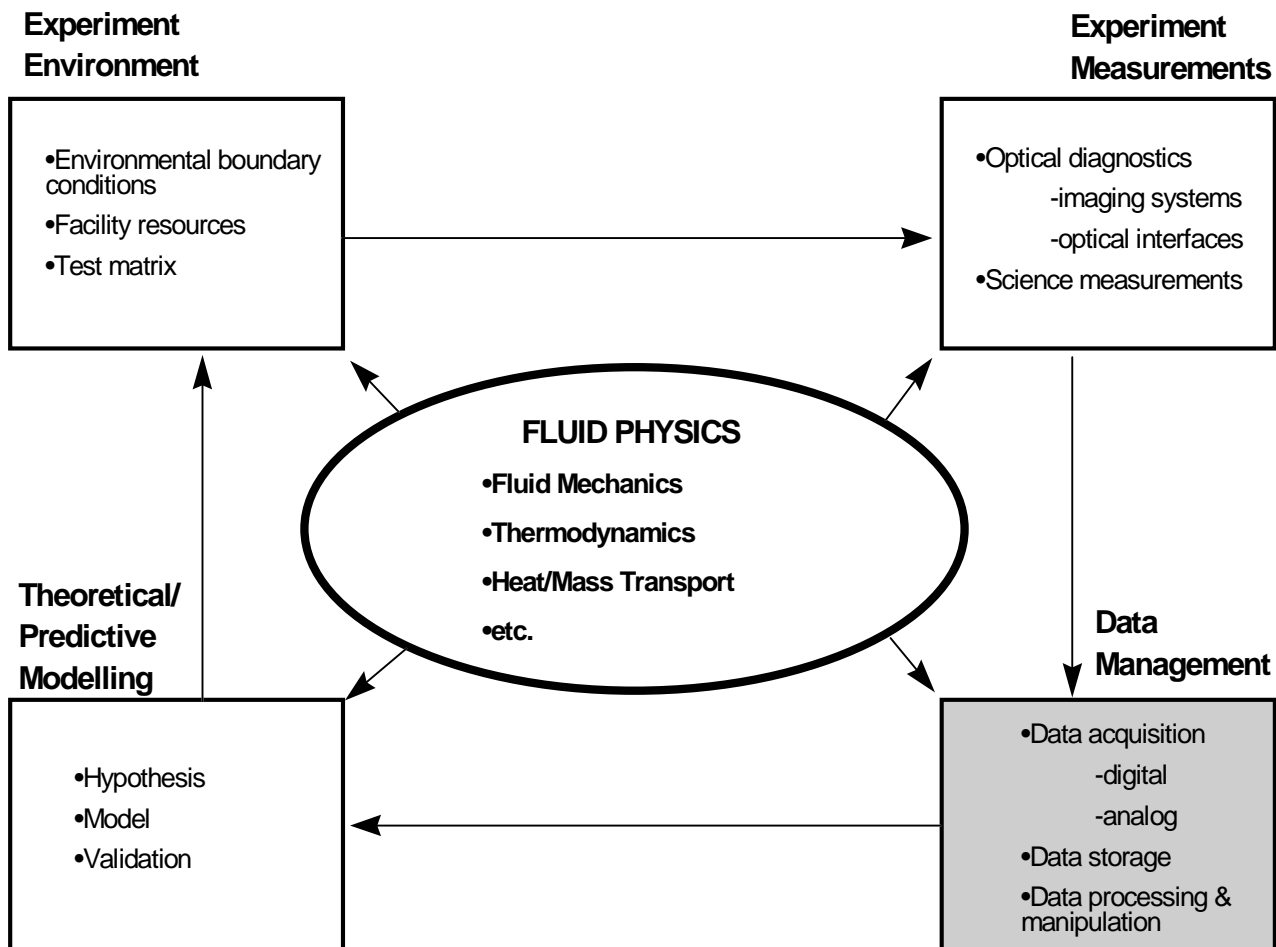 Experiment
Environment
•Environmental boundary
conditions
•Facility resources
•Test matrix
Experiment
Measurements
•Optical diagnostics
-imaging systems
-optical interfaces
•Science measurements
FLUID PHYSICS
•Fluid Mechanics
•Thermodynamics
•Heat/Mass Transport
•etc.
Theoretical/
Predictive
Modelling
•Hypothesis
•Model
•Validation
Data
Management
•Data acquisition
-digital
-analog
•Data storage
•Data processing &
manipulation